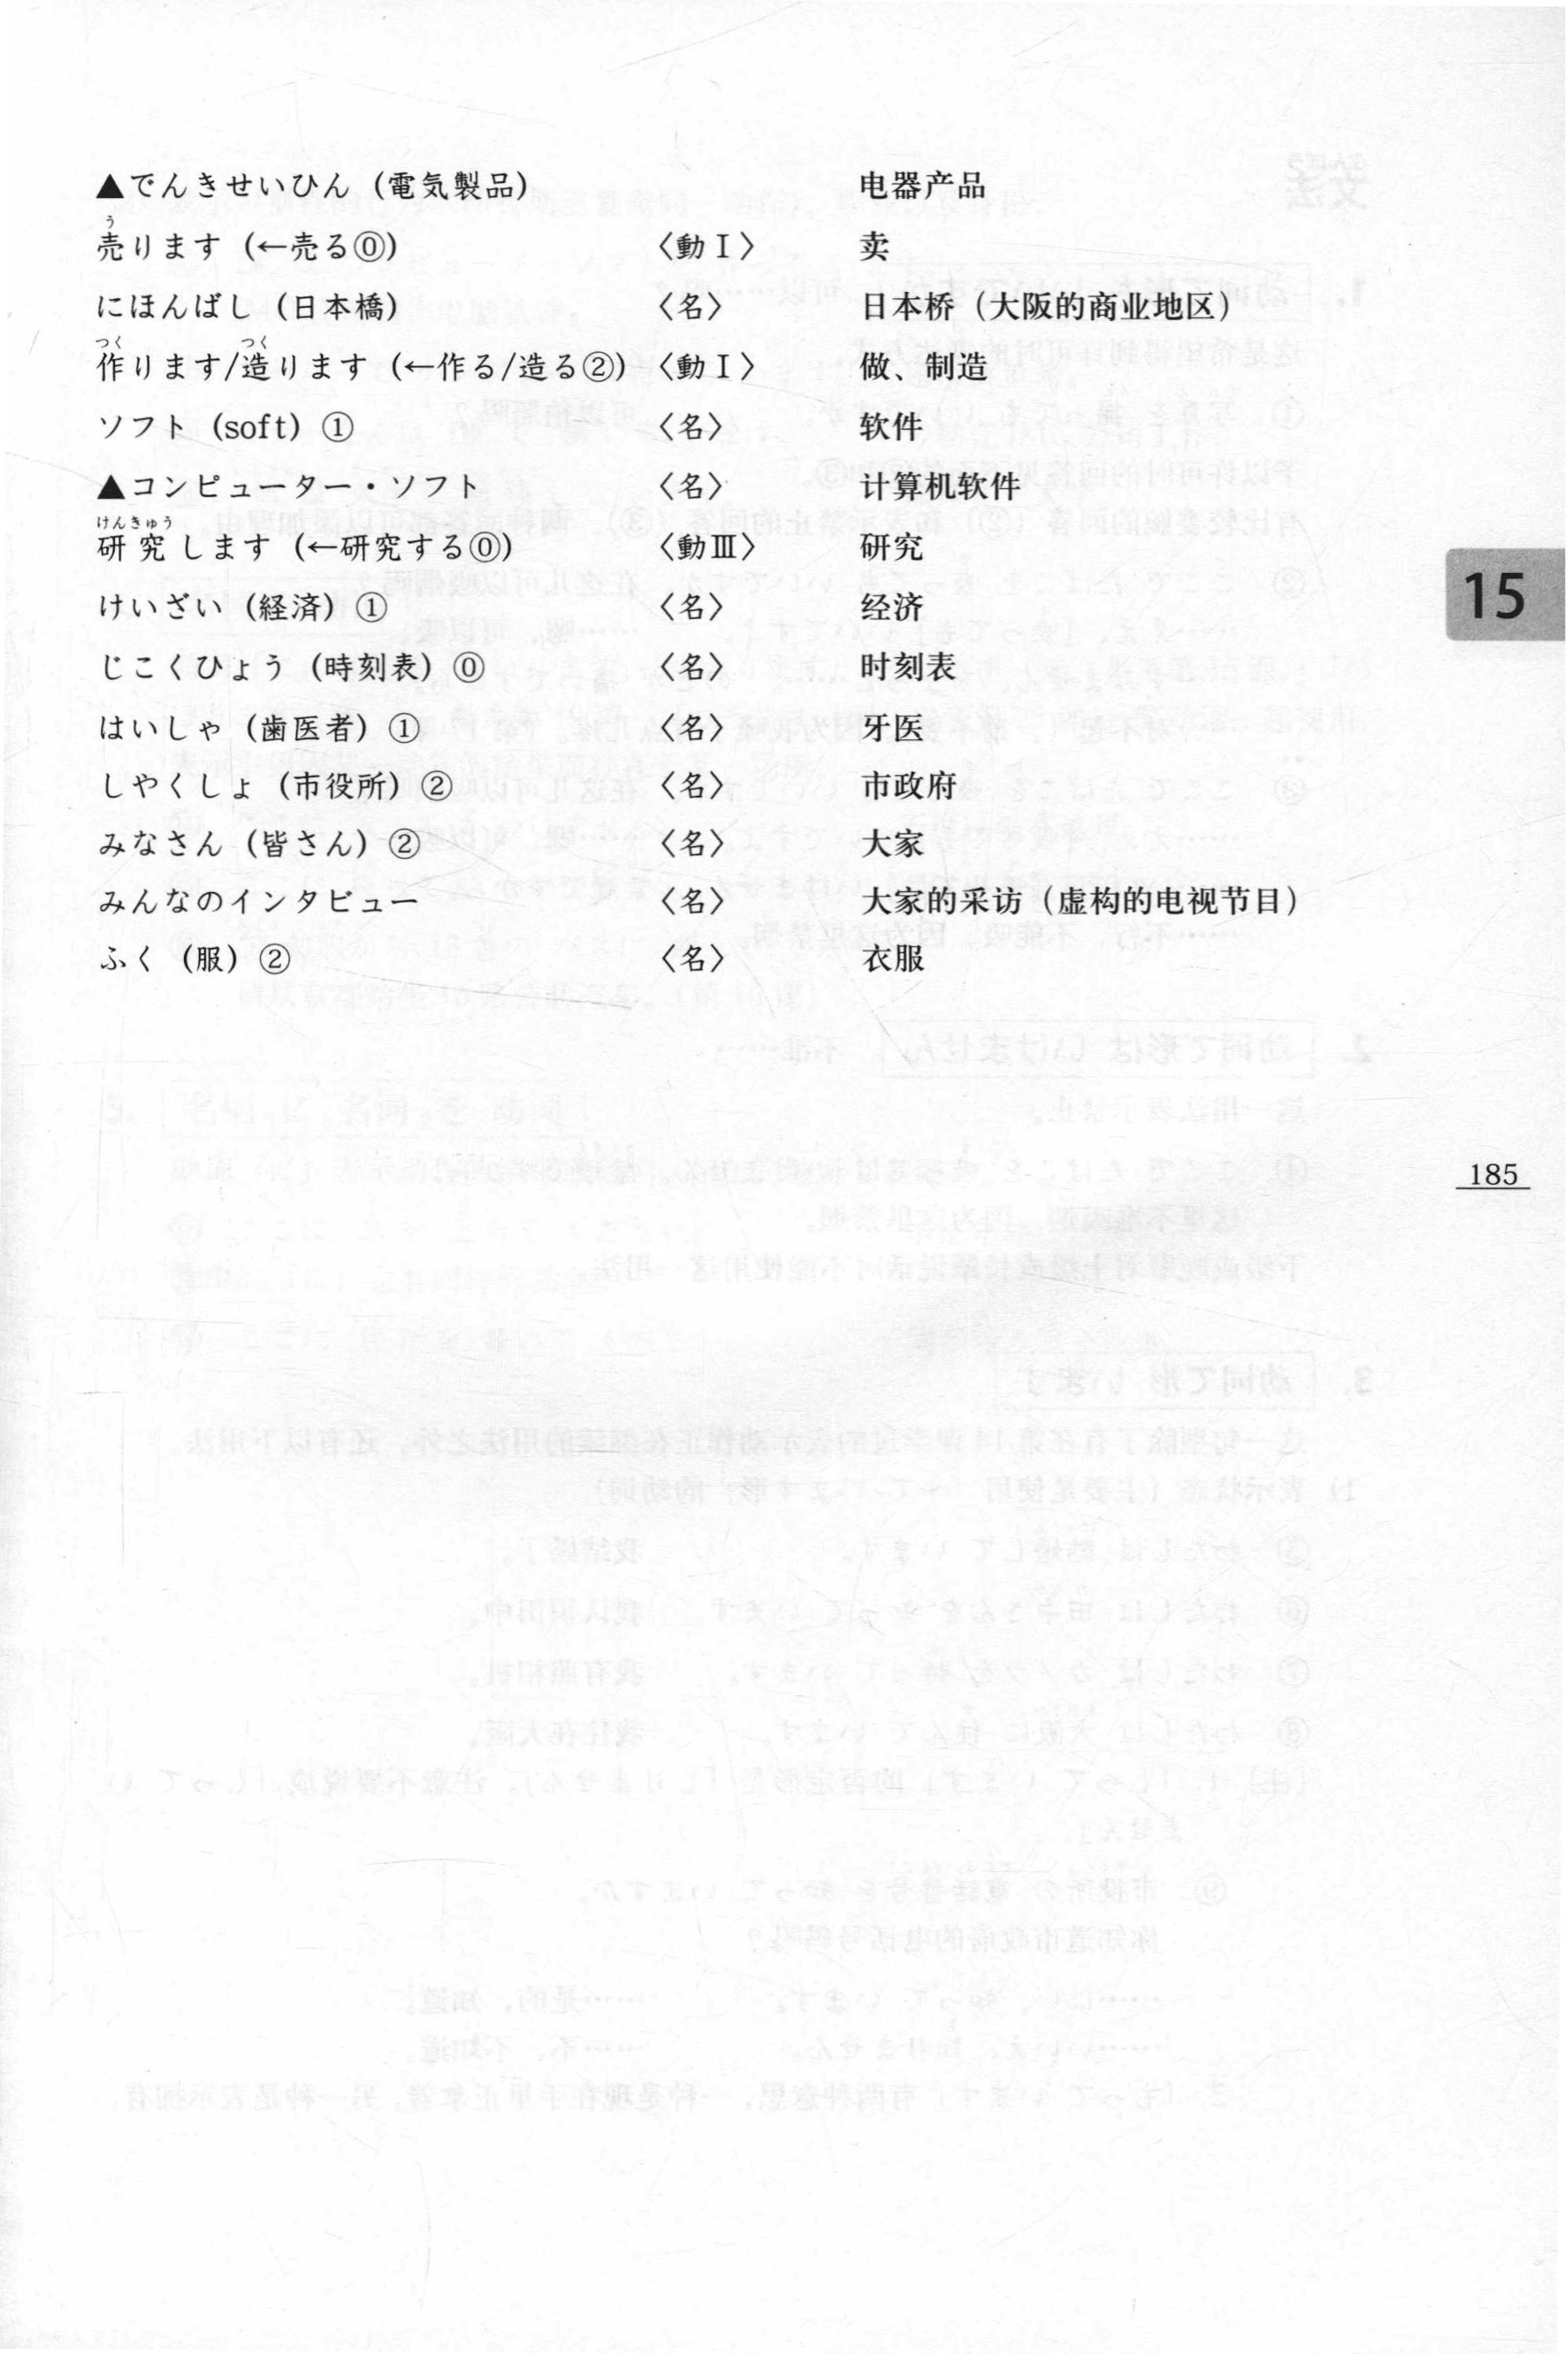 ▲でんきせいひん（電気製品） 电器产品
売ります（←売る⓪） 〈動Ⅰ〉 卖
にほんばし（日本橋） 〈名〉 日本桥（大阪的商业地区）
作ります/造ります（←作る/造る②） 〈動Ⅰ〉 做、制造
ソフト（soft）① 〈名〉 软件
▲コンピューター・ソフト 〈名〉 计算机软件
研究します（←研究する⓪） 〈動Ⅲ〉 研究
けいざい（経済）① 〈名〉 经济
じこくひょう（時刻表）⓪ 〈名〉 时刻表
はいしゃ（歯医者）① 〈名〉 牙医
しやくしょ（市役所）② 〈名〉 市政府
みなさん（皆さん）② 〈名〉 大家
みんなのインタビュー 〈名〉 大家的采访（虚构的电视节目）
ふく（服）② 〈名〉 衣服
15
185